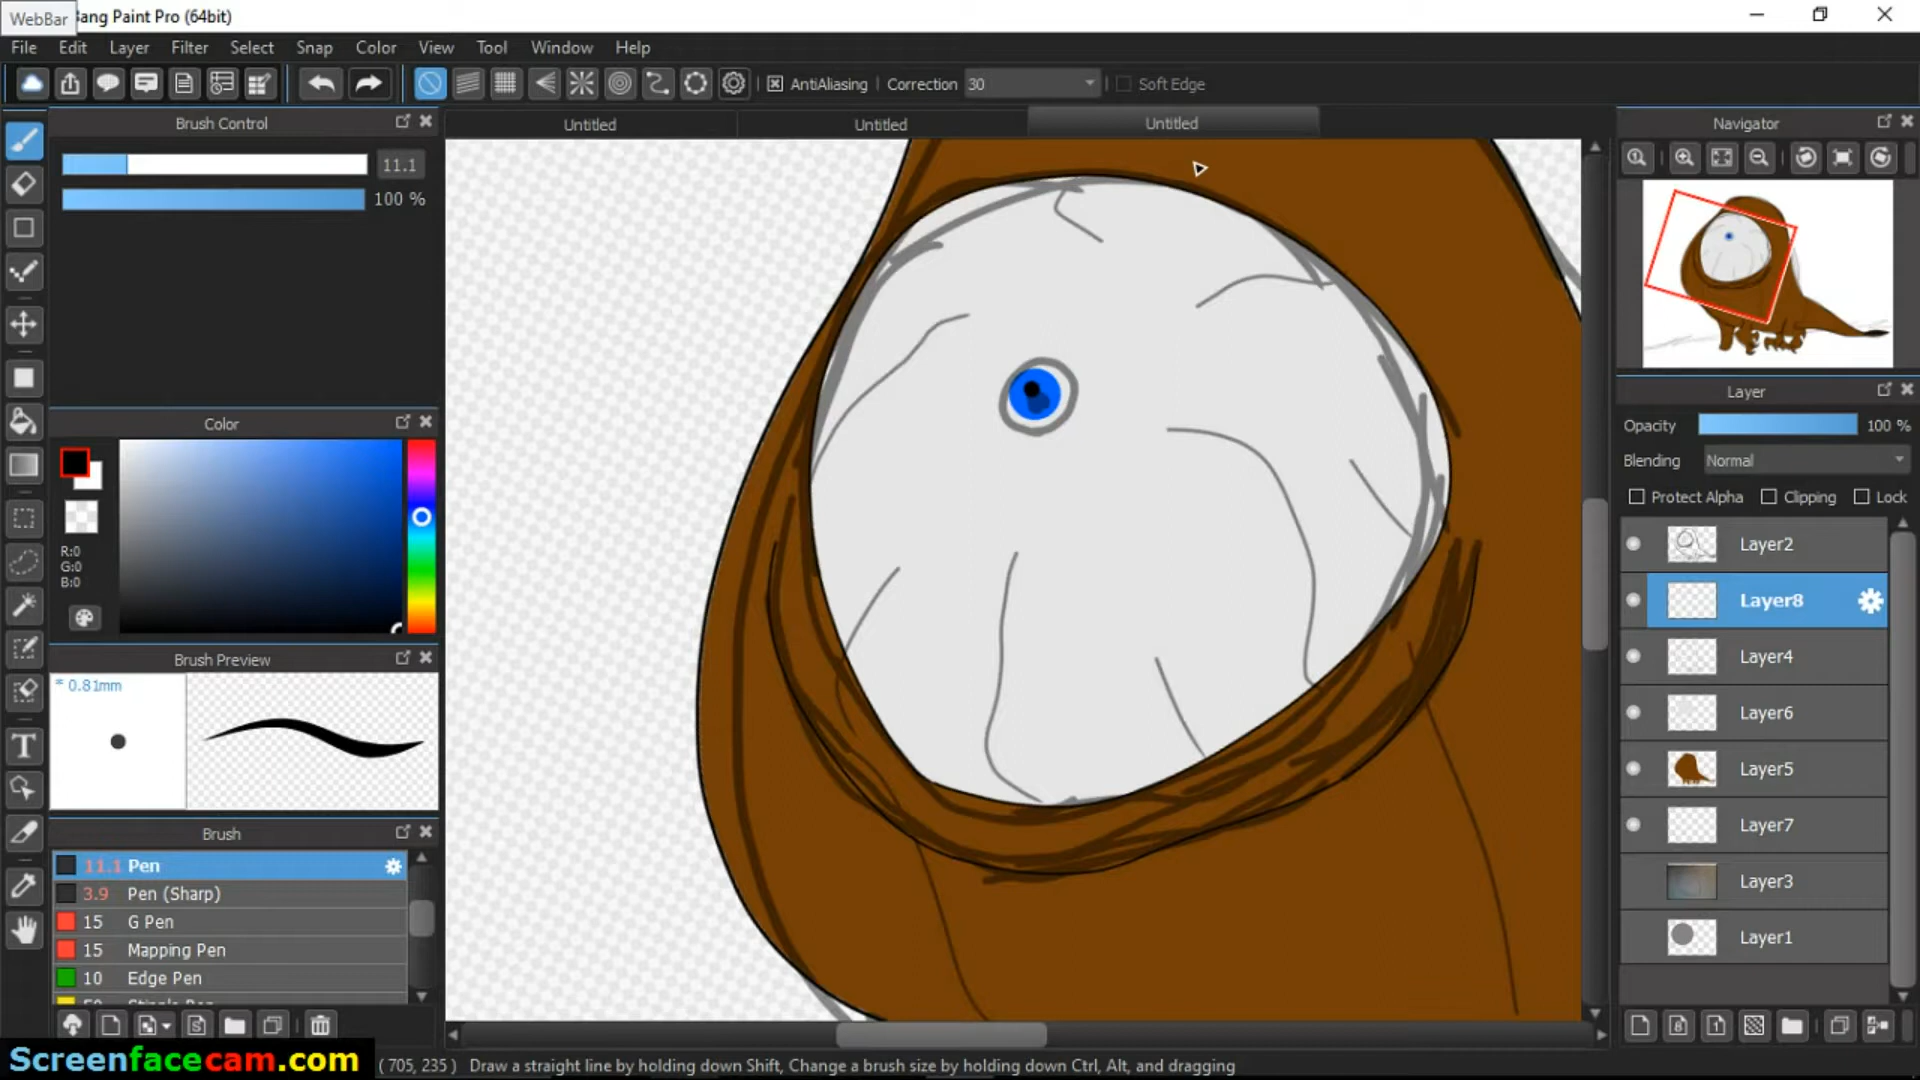 WebBar
ang Paint Pro (64bit)
File Edit Layer Filter Select Snap Color View Tool Window Help
AntiAliasing Correction 30 Soft Edge
Brush Control
Untitled Untitled Untitled
Navigator
11.1
100 %
Color
R:0
G:0
B:0
Brush Preview
* 0.81mm
Brush
11.1 Pen
3.9 Pen (Sharp)
15 G Pen
15 Mapping Pen
10 Edge Pen
Layer
Opacity 100 %
Blending Normal
Protect Alpha Clipping Lock
Layer2
Layer8
Layer4
Layer6
Layer5
Layer7
Layer3
Layer1
Screenfacecam.com
( 705, 235 ) Draw a straight line by holding down Shift, Change a brush size by holding down Ctrl, Alt, and dragging